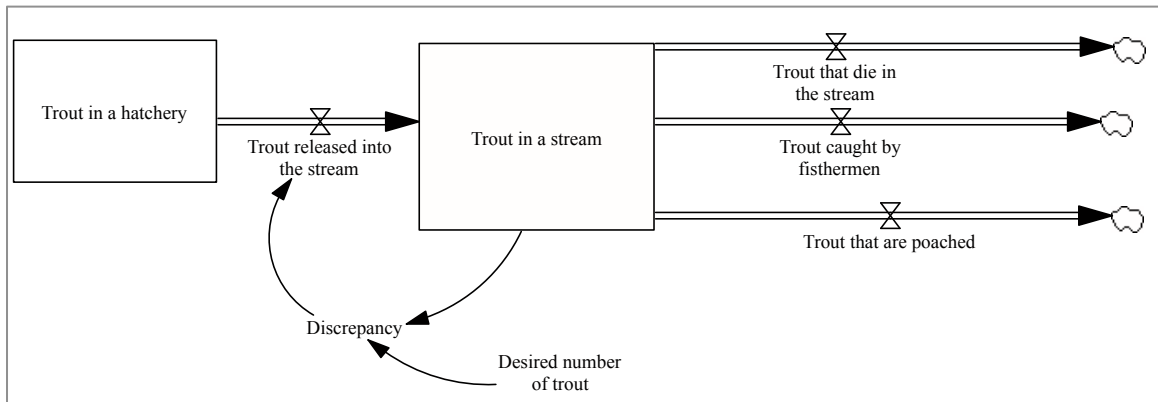 Trout in a hatchery
Trout released into
the stream
Trout in a stream
Trout that die in
the stream
Trout caught by
fisthermen
Trout that are poached
Discrepancy
Desired number
of trout